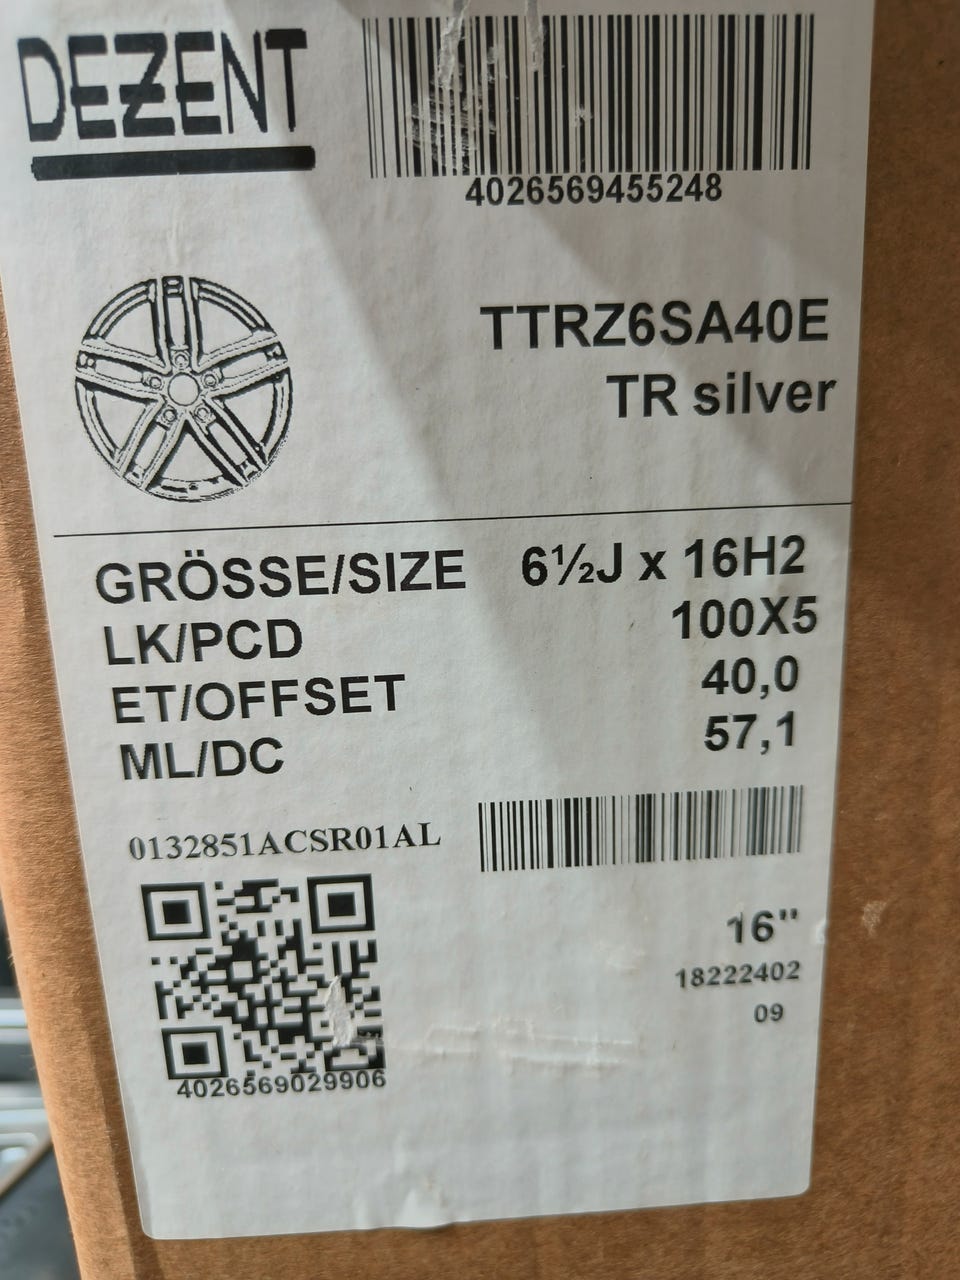 DEZENT
4026569455248
TTRZ6SA40E
TR silver
GRÖSSE/SIZE 6½J x 16H2
LK/PCD 100X5
ET/OFFSET 40,0
ML/DC 57,1
0132851ACSR01AL
16"
18222402
09
4026569029906